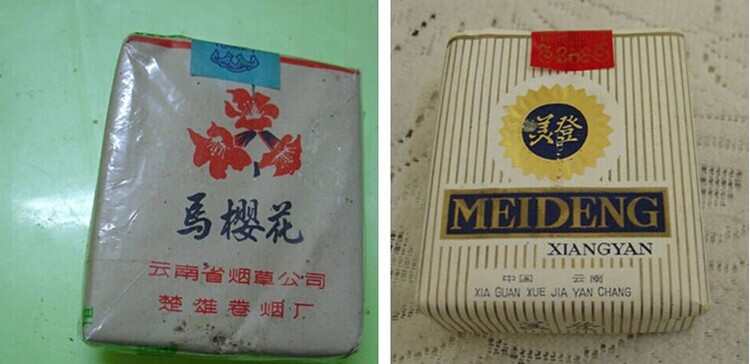 馬櫻花
云南省烟草公司
楚雄卷烟厂
美登
MEIDENG
XIANGYAN
中国 云南
XIA GUAN XUE JIA YAN CHANG